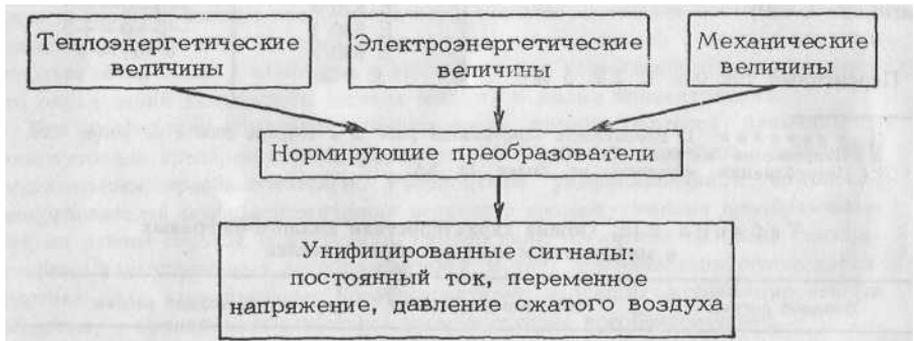 Теплоэнергетические
величины
Электроэнергетические
величины
Механические
величины
Нормирующие преобразователи
Унифицированные сигналы:
постоянный ток, переменное
напряжение, давление сжатого воздуха